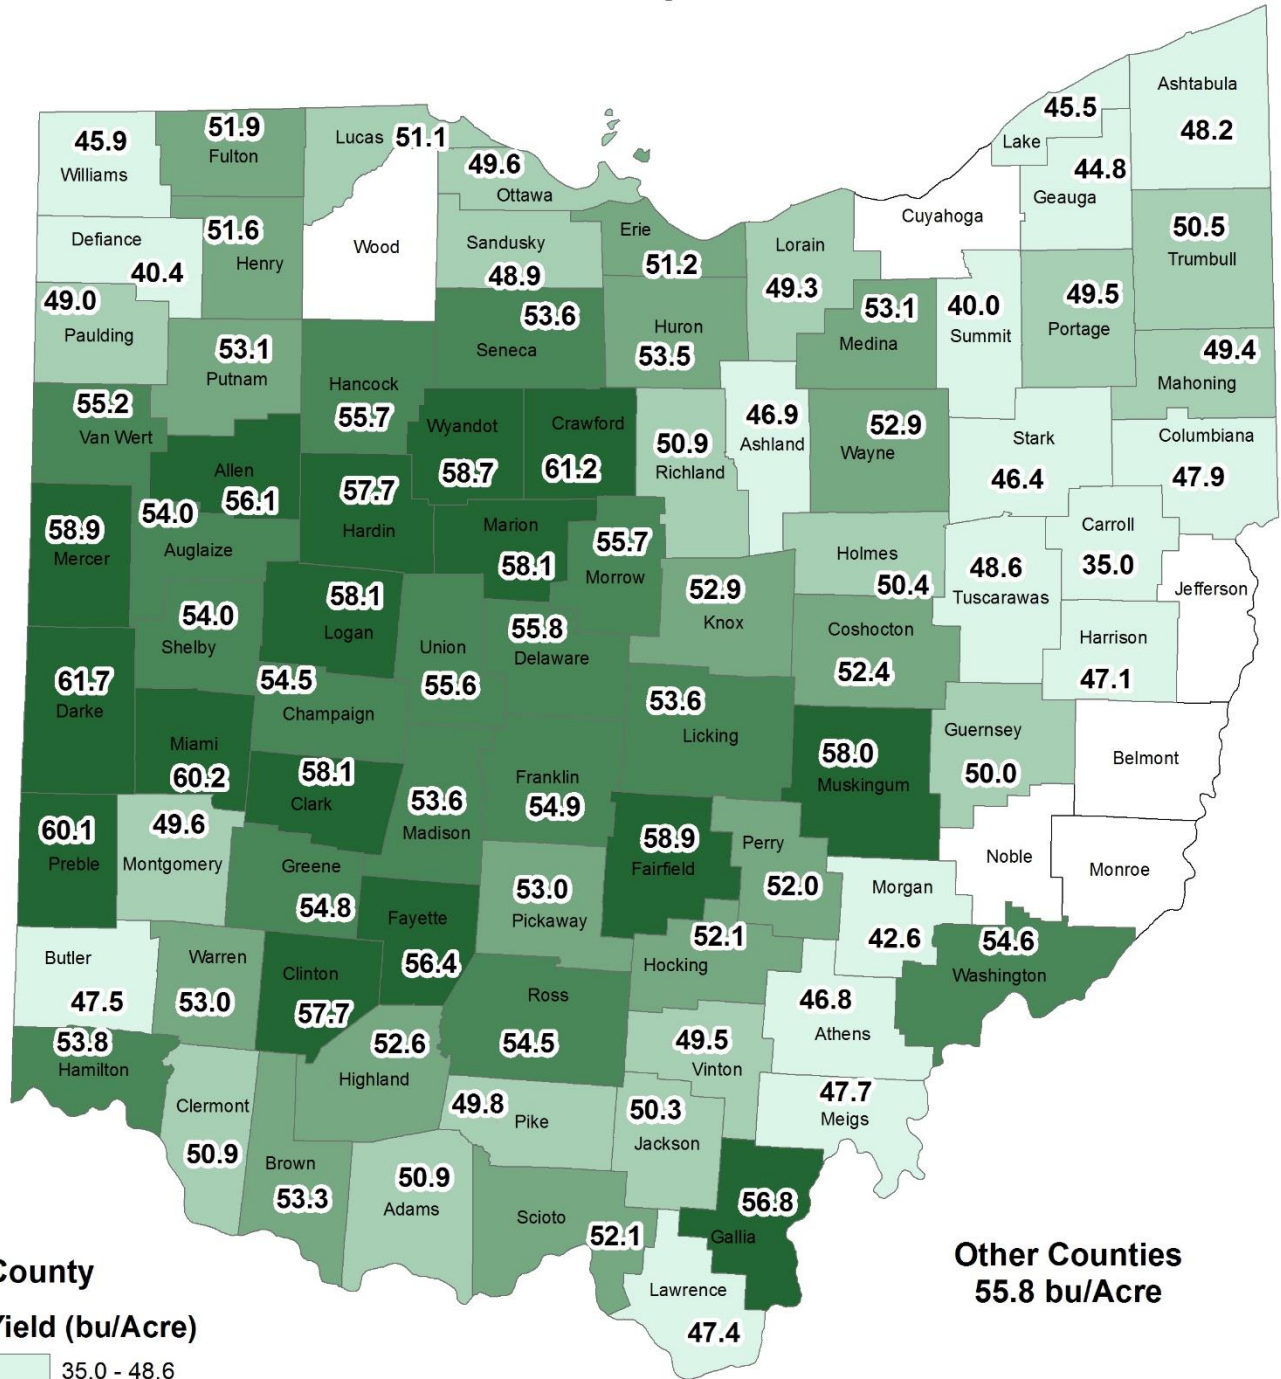 Ashtabula
48.2
45.5
Lake
44.8
Geauga
45.9
Williams
51.9
Fulton
Lucas 51.1
49.6
Ottawa
Cuyahoga
50.5
Trumbull
Defiance
40.4
51.6
Henry
Wood
Sandusky
48.9
Erie
51.2
Lorain
49.3
53.1
Medina
40.0
Summit
49.5
Portage
49.4
Mahoning
49.0
Paulding
53.1
Putnam
53.6
Seneca
Huron
53.5
55.2
Van Wert
Hancock
55.7
Wyandot
58.7
Crawford
61.2
50.9
Richland
46.9
Ashland
52.9
Wayne
Stark
46.4
Columbiana
47.9
Allen
56.1
57.7
Hardin
Marion
58.1
58.9
Mercer
54.0
Auglaize
55.7
Morrow
Holmes
50.4
48.6
Tuscarawas
Carroll
35.0
Jefferson
54.0
Shelby
58.1
Logan
Union
55.6
55.8
Delaware
52.9
Knox
Coshocton
52.4
Harrison
47.1
61.7
Darke
54.5
Champaign
53.6
Licking
58.0
Muskingum
Guernsey
50.0
Belmont
Miami
60.2
58.1
Clark
53.6
Madison
Franklin
54.9
60.1
Preble
49.6
Montgomery
Greene
54.8
58.9
Fairfield
Perry
52.0
Noble
Monroe
Morgan
42.6
Fayette
56.4
53.0
Pickaway
52.1
Hocking
54.6
Washington
Butler
47.5
Warren
53.0
Clinton
57.7
Ross
54.5
46.8
Athens
53.8
Hamilton
52.6
Highland
49.5
Vinton
47.7
Meigs
Clermont
50.9
Brown
53.3
49.8
Pike
50.3
Jackson
50.9
Adams
Scioto
52.1
56.8
Gallia
Lawrence
47.4
Other Counties
55.8 bu/Acre
County
Yield (bu/Acre)
35.0 - 48.6